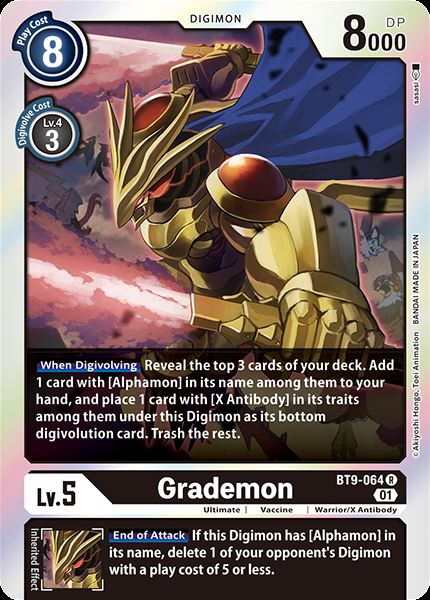 Play Cost
8
DIGIMON
DP
8000
Digivolve Cost
Lv.4
3
sasasi
©Akiyoshi Hongo, Toei Animation BANDAI MADE IN JAPAN
When Digivolving Reveal the top 3 cards of your deck. Add
1 card with [Alphamon] in its name among them to your
hand, and place 1 card with [X Antibody] in its traits
among them under this Digimon as its bottom
digivolution card. Trash the rest.
Lv.5
Grademon
BT9-064 R
01
Ultimate | Vaccine | Warrior/X Antibody
Inherited Effect
End of Attack If this Digimon has [Alphamon] in
its name, delete 1 of your opponent's Digimon
with a play cost of 5 or less.